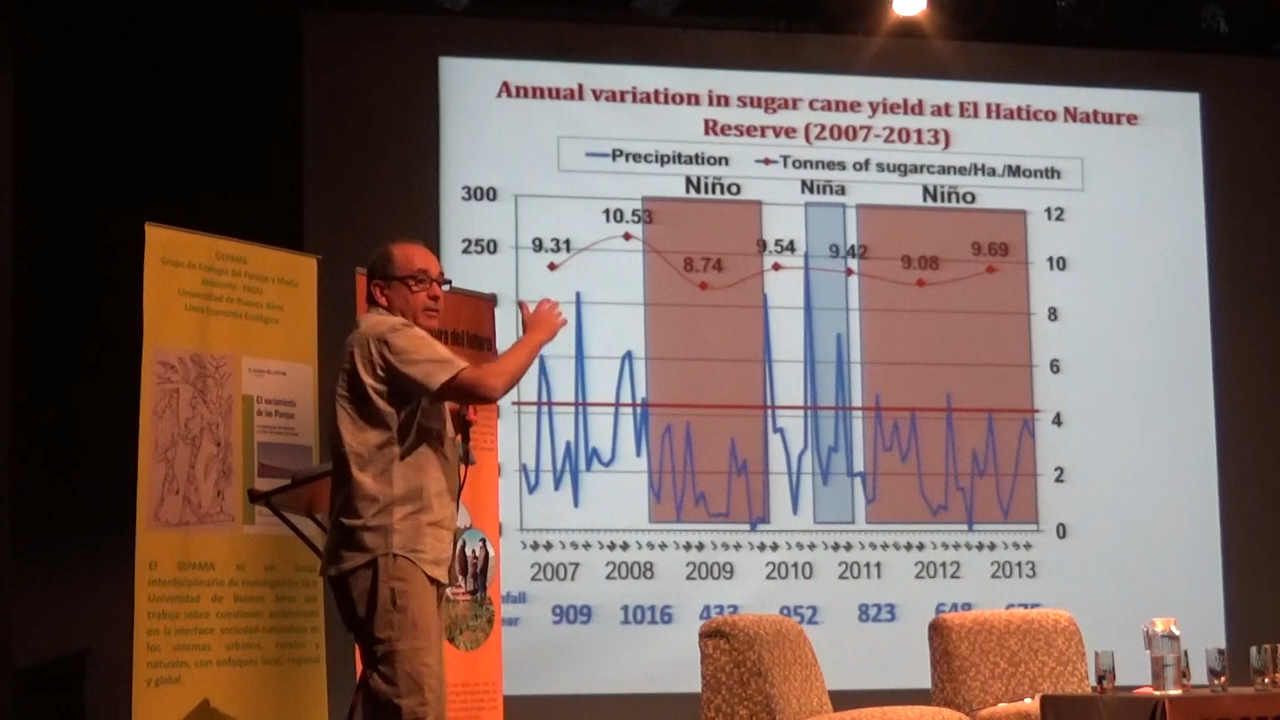 Annual variation in sugar cane yield at El Hatico Nature
Reserve (2007-2013)
Precipitation Tonnes of sugarcane/Ha./Month
Niño Niña Niño
300 12
250 10
8
6
4
2
0
9.31 10.53 8.74 9.54 9.42 9.08 9.69
2007 2008 2009 2010 2011 2012 2013
909 1016 433 952 823 648 675
GEPAMA
Grupo de Ecología del Paisaje y Medio
Ambiente - FADU
Universidad de Buenos Aires
Línea Economía Ecológica
El vaciamiento
de las Pampas
El GEPAMA es un Grupo
interdisciplinario de investigación de la
Universidad de Buenos Aires que
trabaja sobre cuestiones ambientales
en la interface sociedad naturaleza en
los sistemas urbanos, rurales y
naturales, con enfoques local, regional
y global.